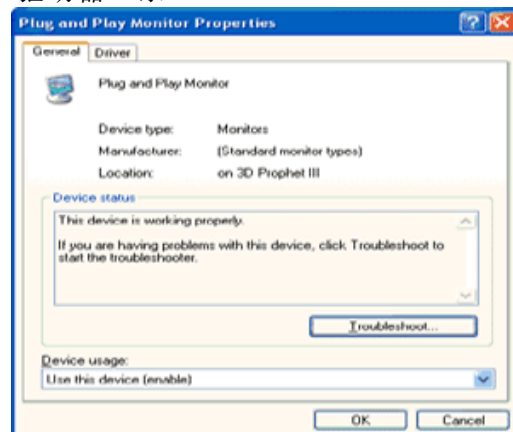 Plug and Play Monitor Properties
General
Driver
Plug and Play Monitor
Device type: Monitors
Manufacturer: (Standard monitor types)
Location: on 3D Prophet III
Device status
This device is working properly.
If you are having problems with this device, click Troubleshoot to
start the troubleshooter.
Troubleshoot...
Device usage:
Use this device (enable)
OK
Cancel